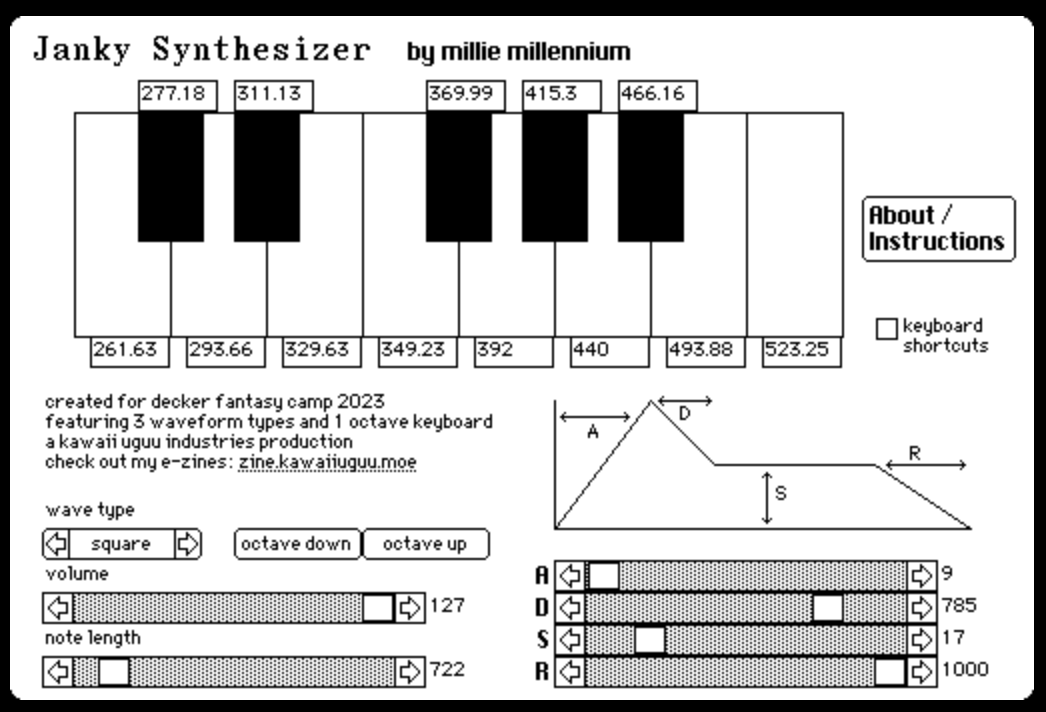 Janky Synthesizer by millie millennium
277.18 311.13 369.99 415.3 466.16
About /
Instructions
keyboard
shortcuts
261.63 293.66 329.63 349.23 392 440 493.88 523.25
created for decker fantasy camp 2023
featuring 3 waveform types and 1 octave keyboard
a kawaii uguu industries production
check out my e-zines: zine.kawaiiuguu.moe
A D S R
wave type
square octave down octave up
volume
127
note length
722
A 9
D 785
S 17
R 1000